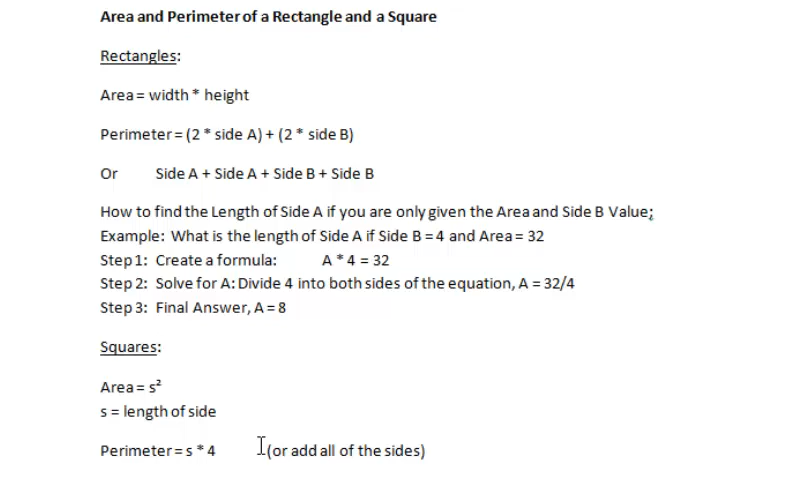 Area and Perimeter of a Rectangle and a Square
Rectangles:
Area = width * height
Perimeter = (2 * side A) + (2 * side B)
Or Side A + Side A + Side B + Side B
How to find the Length of Side A if you are only given the Area and Side B Value;
Example: What is the length of Side A if Side B = 4 and Area = 32
Step 1: Create a formula: A * 4 = 32
Step 2: Solve for A: Divide 4 into both sides of the equation, A = 32/4
Step 3: Final Answer, A = 8
Squares:
Area = s²
s = length of side
Perimeter = s * 4 (or add all of the sides)